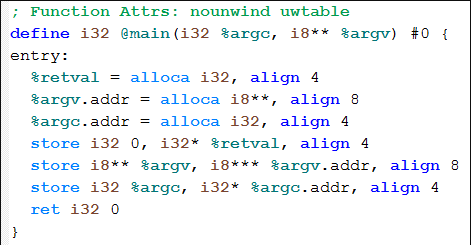 ; Function Attrs: nounwind uwtable
define i32 @main(i32 %argc, i8** %argv) #0 {
entry:
  %retval = alloca i32, align 4
  %argv.addr = alloca i8**, align 8
  %argc.addr = alloca i32, align 4
  store i32 0, i32* %retval, align 4
  store i8** %argv, i8*** %argv.addr, align 8
  store i32 %argc, i32* %argc.addr, align 4
  ret i32 0
}